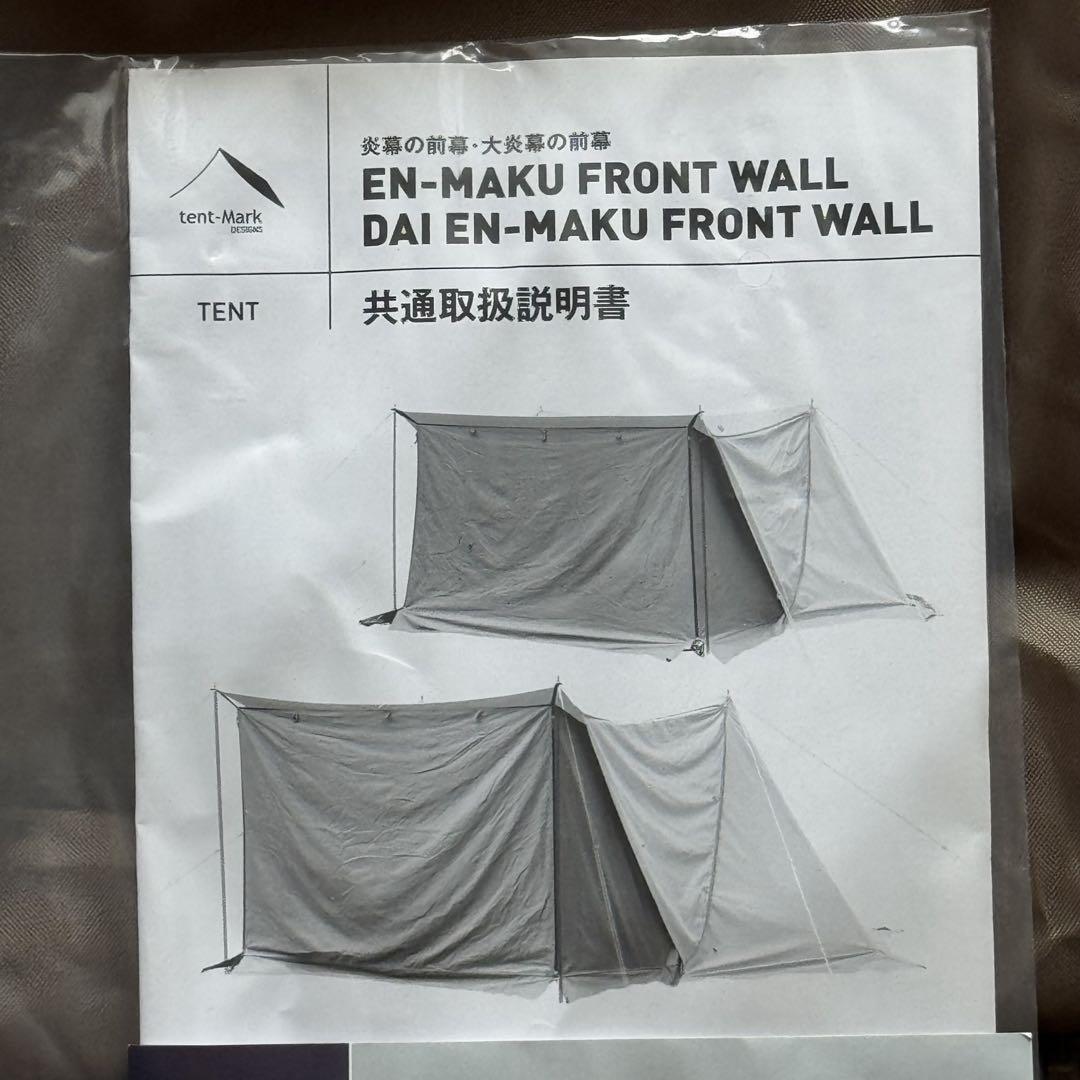 tent-Mark
DESIGNS
炎幕の前幕・大炎幕の前幕
EN-MAKU FRONT WALL
DAI EN-MAKU FRONT WALL
TENT
共通取扱説明書